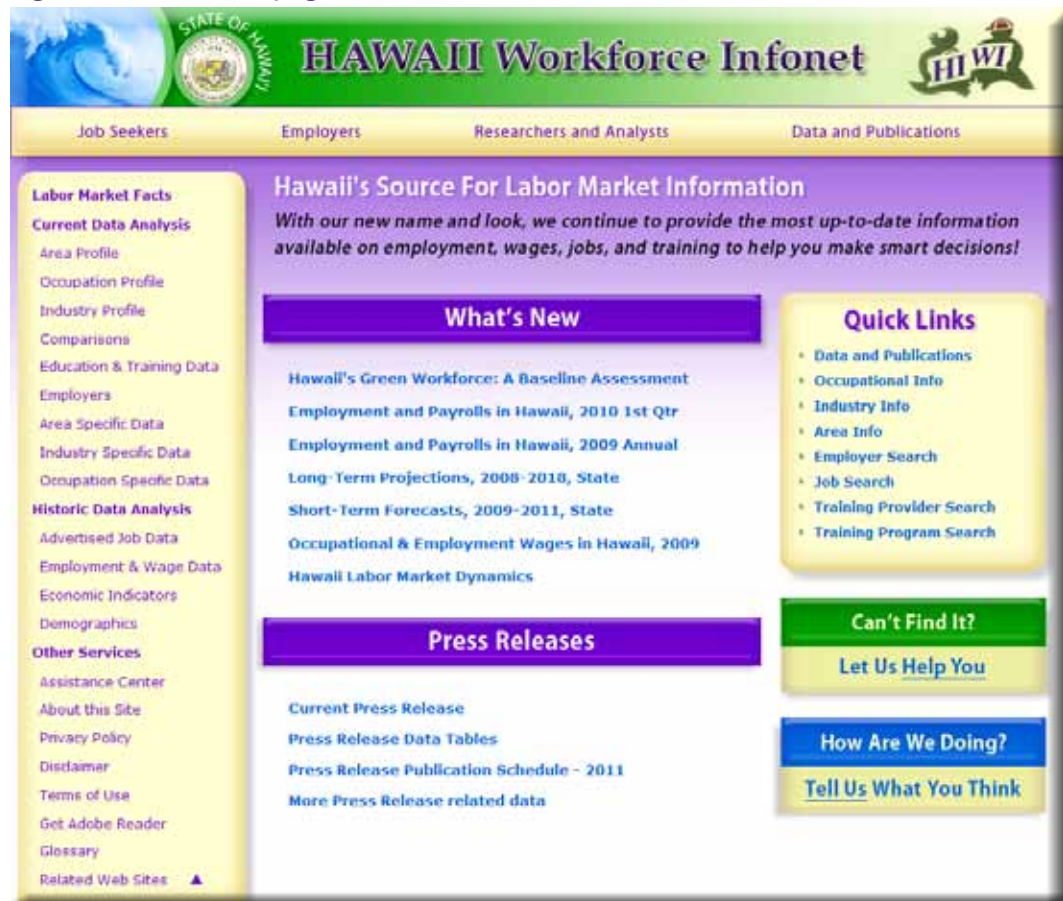 STATE OF HAWAII
HAWAII Workforce Infonet
HI WI
Job Seekers
Employers
Researchers and Analysts
Data and Publications
Labor Market Facts
Current Data Analysis
Area Profile
Occupation Profile
Industry Profile
Comparisons
Education & Training Data
Employers
Area Specific Data
Industry Specific Data
Occupation Specific Data
Historic Data Analysis
Advertised Job Data
Employment & Wage Data
Economic Indicators
Demographics
Other Services
Assistance Center
About this Site
Privacy Policy
Disclaimer
Terms of Use
Get Adobe Reader
Glossary
Related Web Sites
Hawaii's Source For Labor Market Information
With our new name and look, we continue to provide the most up-to-date information
available on employment, wages, jobs, and training to help you make smart decisions!
What's New
Hawaii's Green Workforce: A Baseline Assessment
Employment and Payrolls in Hawaii, 2010 1st Qtr
Employment and Payrolls in Hawaii, 2009 Annual
Long-Term Projections, 2008-2018, State
Short-Term Forecasts, 2009-2011, State
Occupational & Employment Wages in Hawaii, 2009
Hawaii Labor Market Dynamics
Press Releases
Current Press Release
Press Release Data Tables
Press Release Publication Schedule - 2011
More Press Release related data
Quick Links
Data and Publications
Occupational Info
Industry Info
Area Info
Employer Search
Job Search
Training Provider Search
Training Program Search
Can't Find It?
Let Us Help You
How Are We Doing?
Tell Us What You Think